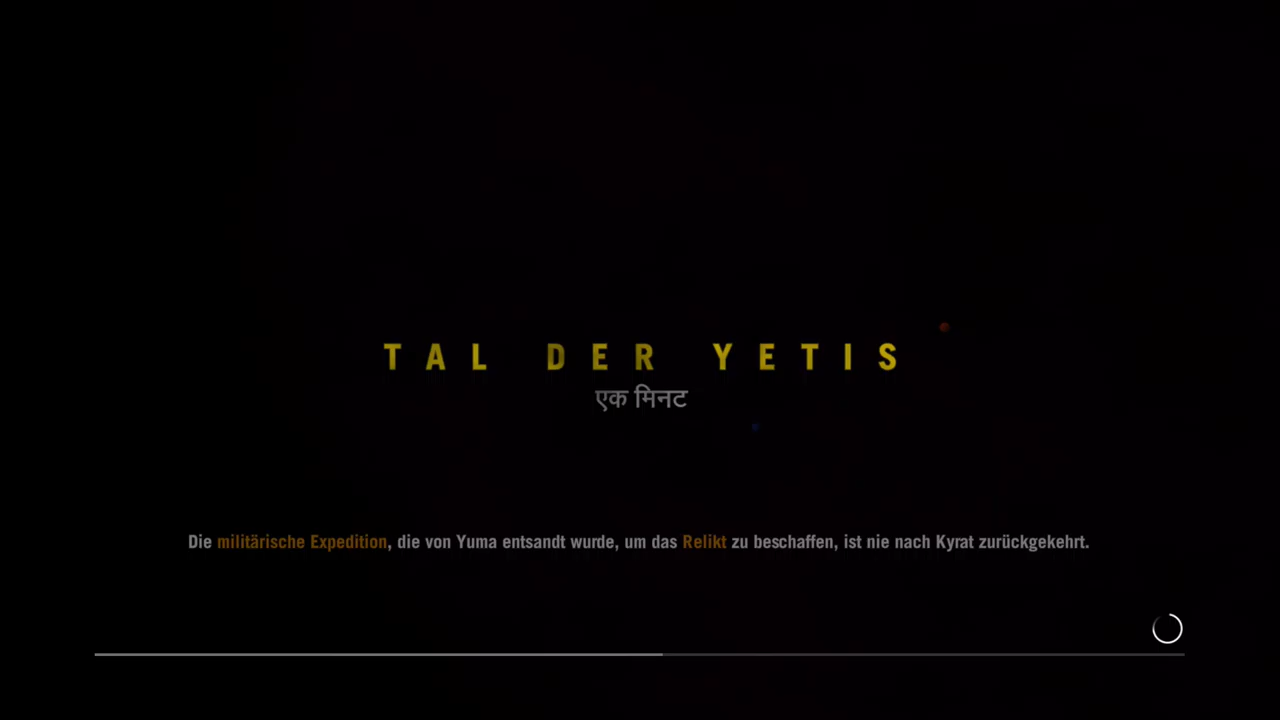 TAL DER YETIS
एक मिनट
Die militärische Expedition, die von Yuma entsandt wurde, um das Relikt zu beschaffen, ist nie nach Kyrat zurückgekehrt.